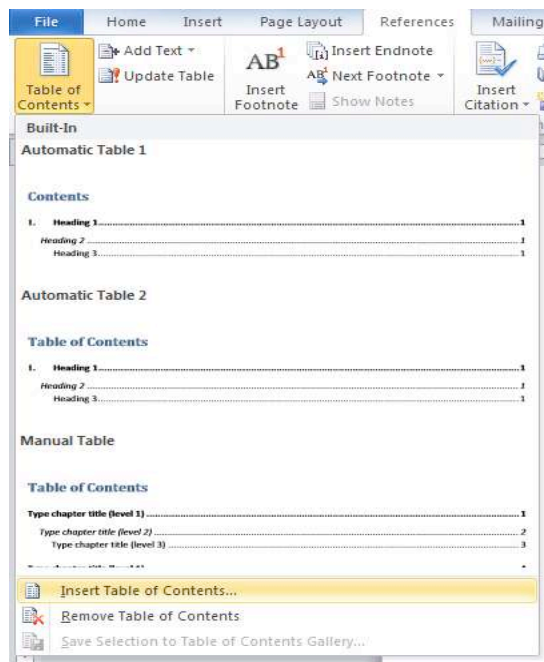 File Home Insert Page Layout References Mailing
Table of Contents
Add Text
Update Table
AB1
Insert Footnote
Insert Endnote
AB1 Next Footnote
Show Notes
Insert Citation
Built-In
Automatic Table 1
Contents
1. Heading 1 1
Heading 2 1
Heading 3 1
Automatic Table 2
Table of Contents
1. Heading 1 1
Heading 2 1
Heading 3 1
Manual Table
Table of Contents
Type chapter title (level 1) 1
Type chapter title (level 2) 2
Type chapter title (level 3) 3
Insert Table of Contents...
Remove Table of Contents
Save Selection to Table of Contents Gallery...